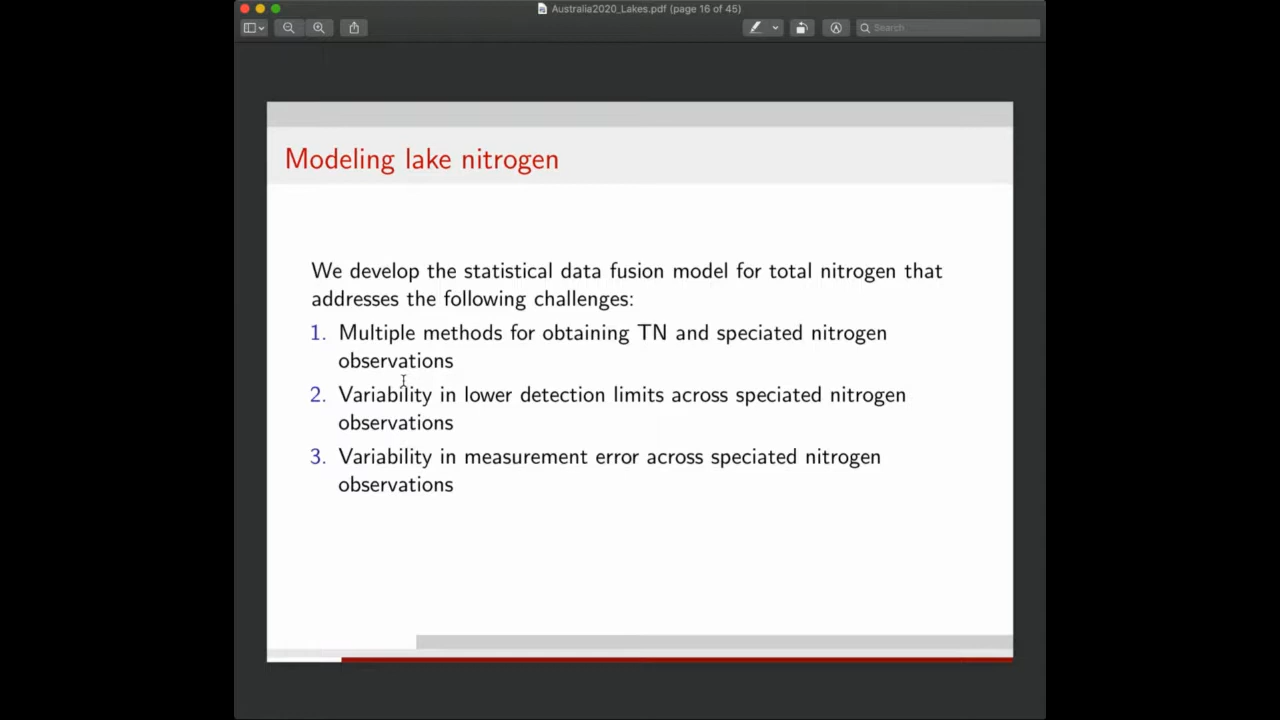 Australia2020_Lakes.pdf (page 16 of 45)
Search
Modeling lake nitrogen
We develop the statistical data fusion model for total nitrogen that
addresses the following challenges:
1. Multiple methods for obtaining TN and speciated nitrogen
observations
2. Variability in lower detection limits across speciated nitrogen
observations
3. Variability in measurement error across speciated nitrogen
observations